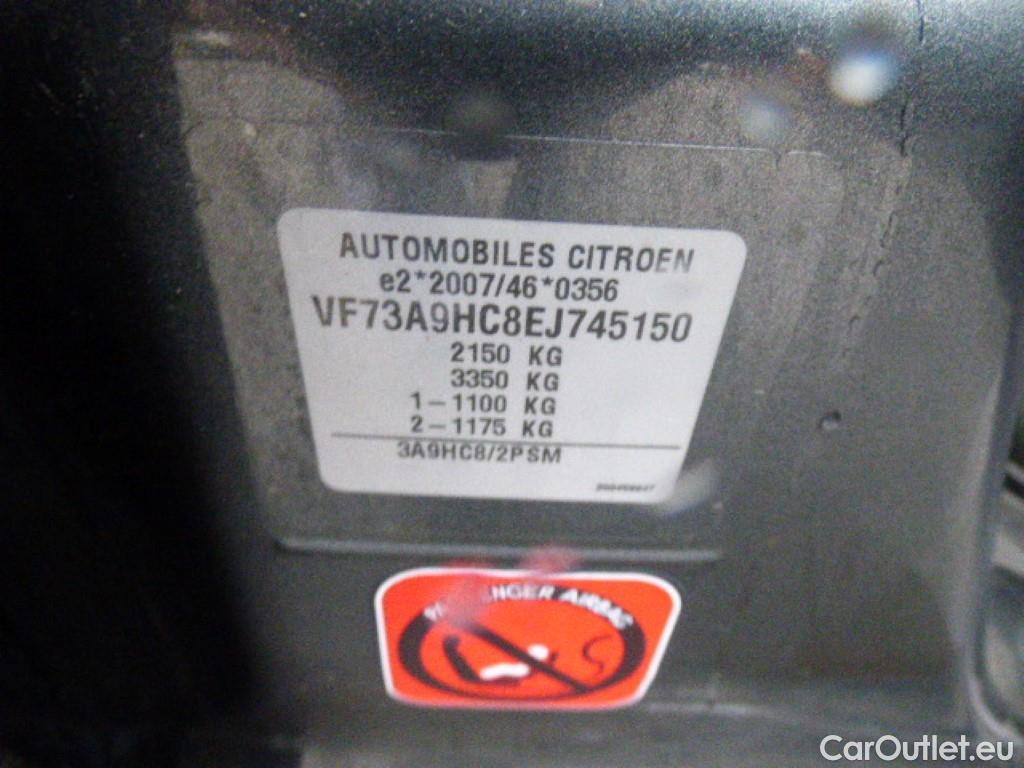 AUTOMOBILES CITROEN
e2*2007/46*0356
VF73A9HC8EJ745150
2150 KG
3350 KG
1-1100 KG
2-1175 KG
3A9HC8/2PSM
AIRBAG
CarOutlet.eu